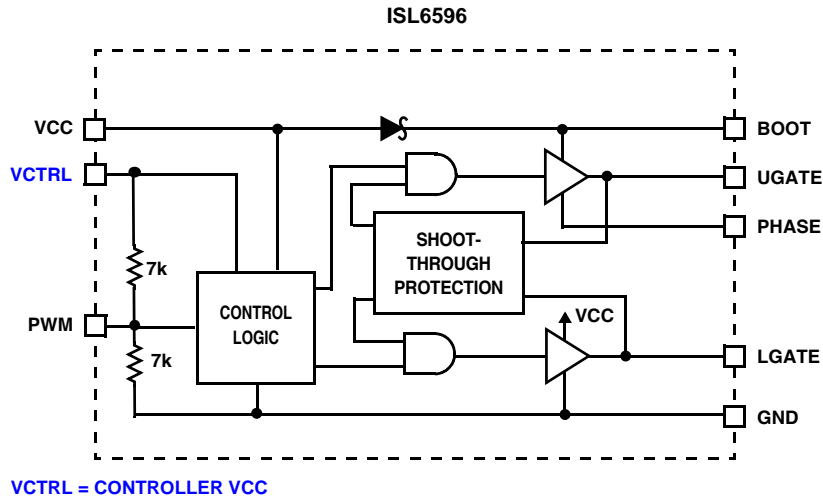 ISL6596
VCC
BOOT
VCTRL
UGATE
PHASE
SHOOT-
THROUGH
PROTECTION
7k
CONTROL
LOGIC
VCC
PWM
7k
LGATE
GND
VCTRL = CONTROLLER VCC